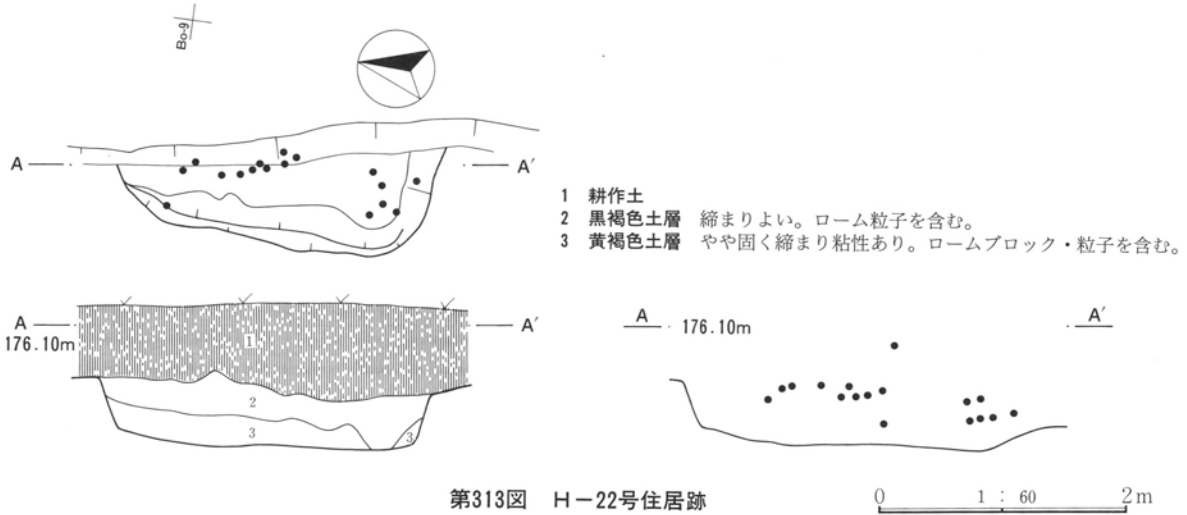 Bo-9
A
A′
1 耕作土
2 黒褐色土層 締まりよい。ローム粒子を含む。
3 黄褐色土層 やや固く締まり粘性あり。ロームブロック・粒子を含む。
A
A′
176.10m
1
2
3
3
A
176.10m
A′
第313図 H-22号住居跡
0 1 : 60 2m